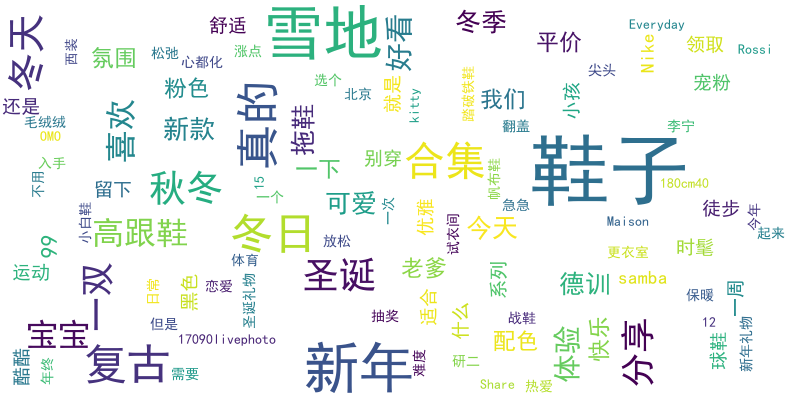 冬天
西装
松弛
舒适
雪地
好看
冬季
平价
Everyday
Nike
领取
Rossi
氛围
心都化
涨点
还是
毛绒绒
OMO
喜欢
粉色
新款
真的
拖鞋
选个
北京
就是
kitty
踏破铁鞋
我们
尖头
小孩
宠粉
翻盖
李宁
入手
不用
留下
秋冬
15
一个
一下
别穿
合集
帆布鞋
鞋子
180cm40
可爱
一次
优雅
急急
徒步
今年
小白鞋
99
高跟鞋
冬日
放松
试衣间
今天
Maison
更衣室
时髦
起来
运动
一双
日常
黑色
体育
恋爱
圣诞礼物
圣诞
老爹
适合
系列
德训
samba
保暖
一周
宝宝
但是
17090livephoto
抽奖
什么
战鞋
配色
体验
快乐
分享
12
球鞋
新年礼物
酷酷
年终
复古
需要
新年
难度
研二
Share
热爱